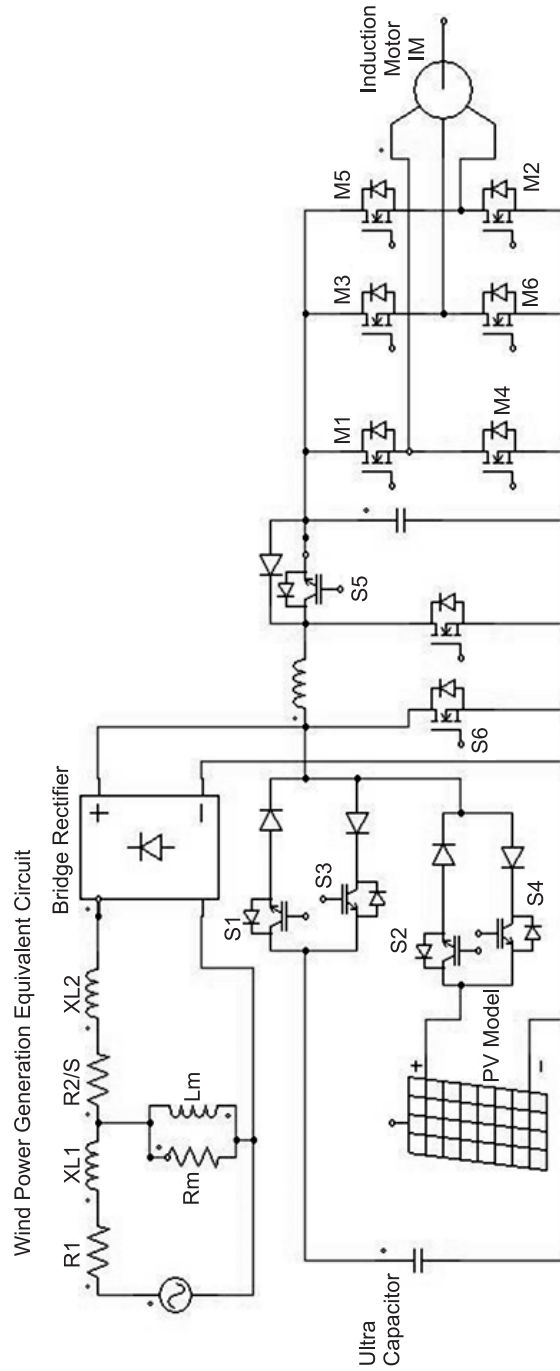 Wind Power Generation Equivalent Circuit
R1
XL1
R2/S
XL2
Rm
Lm
Bridge Rectifier
+
−
Ultra
Capacitor
S1
S3
+
PV Model
−
S2
S4
S5
S6
M1
M3
M5
M4
M6
M2
Induction
Motor
IM